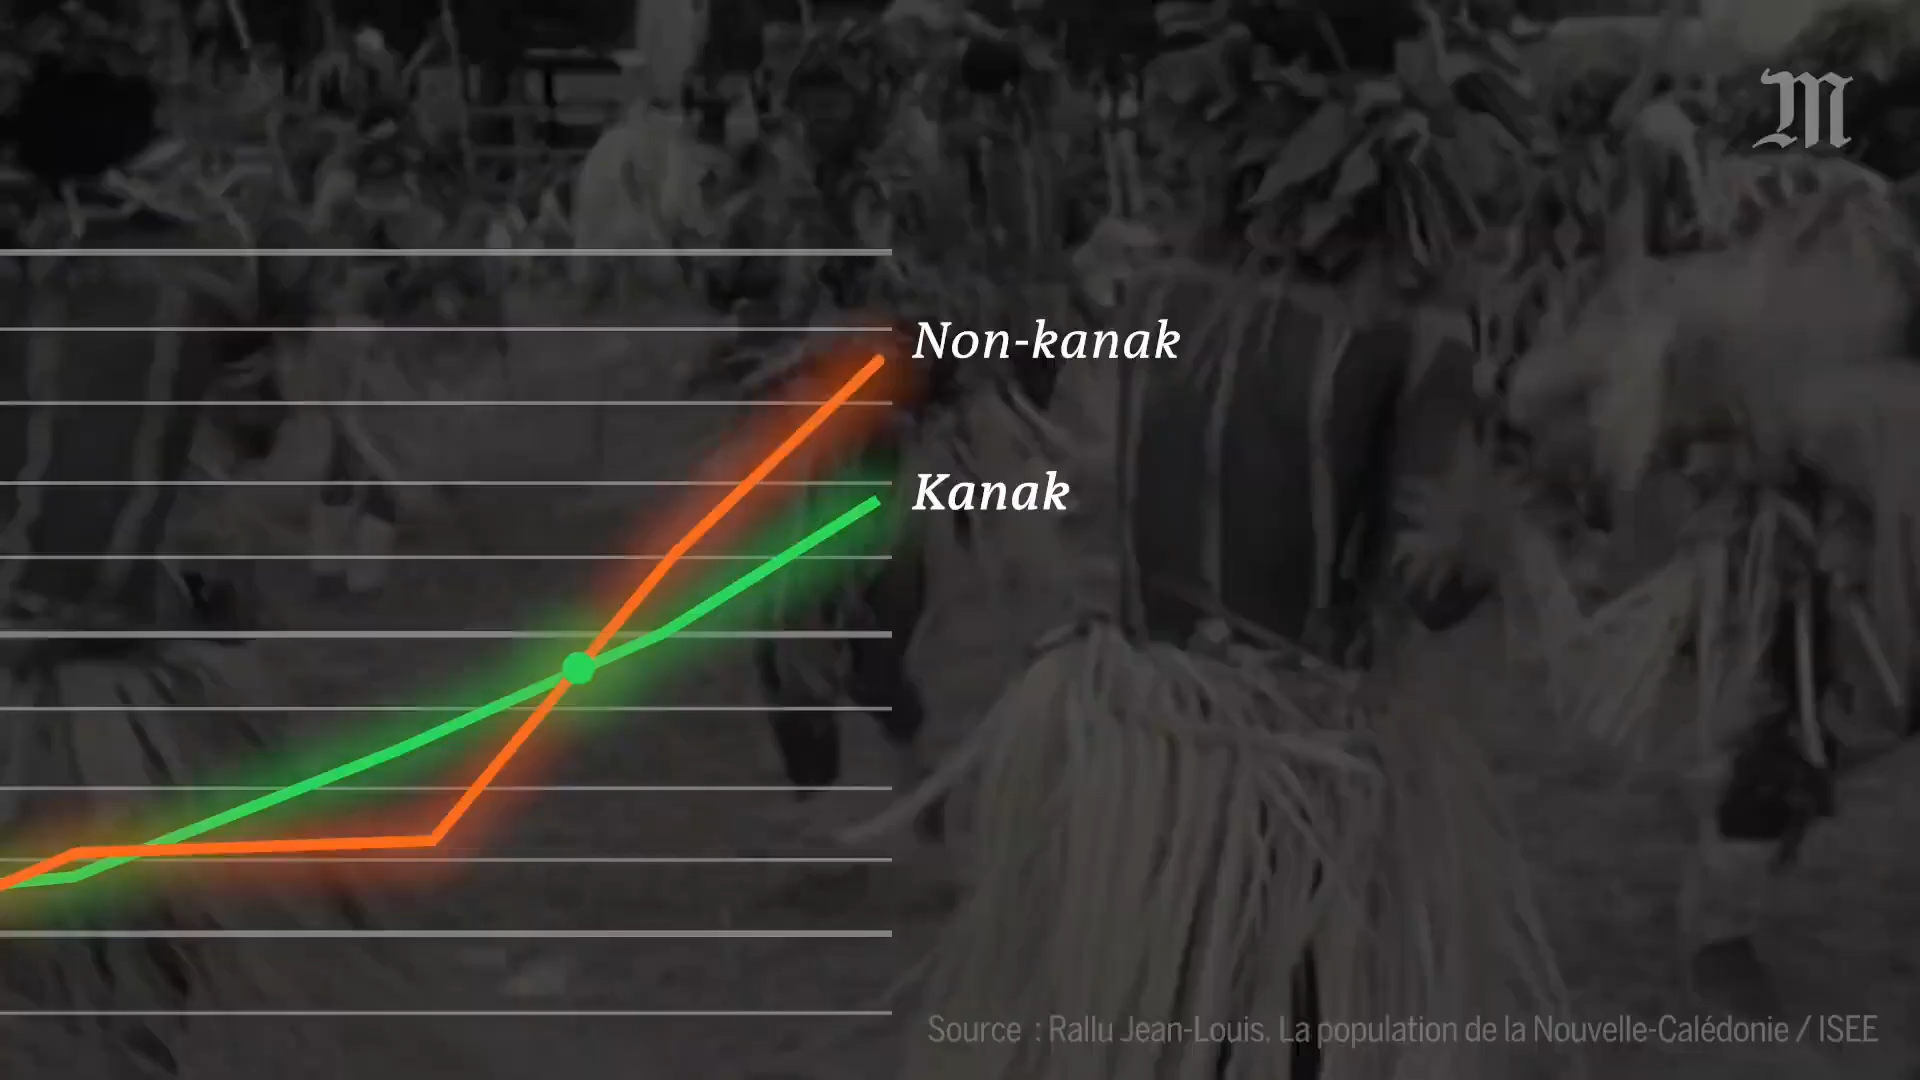 M
Non-kanak
Kanak
Source : Rallu Jean-Louis. La population de la Nouvelle-Calédonie / ISEE